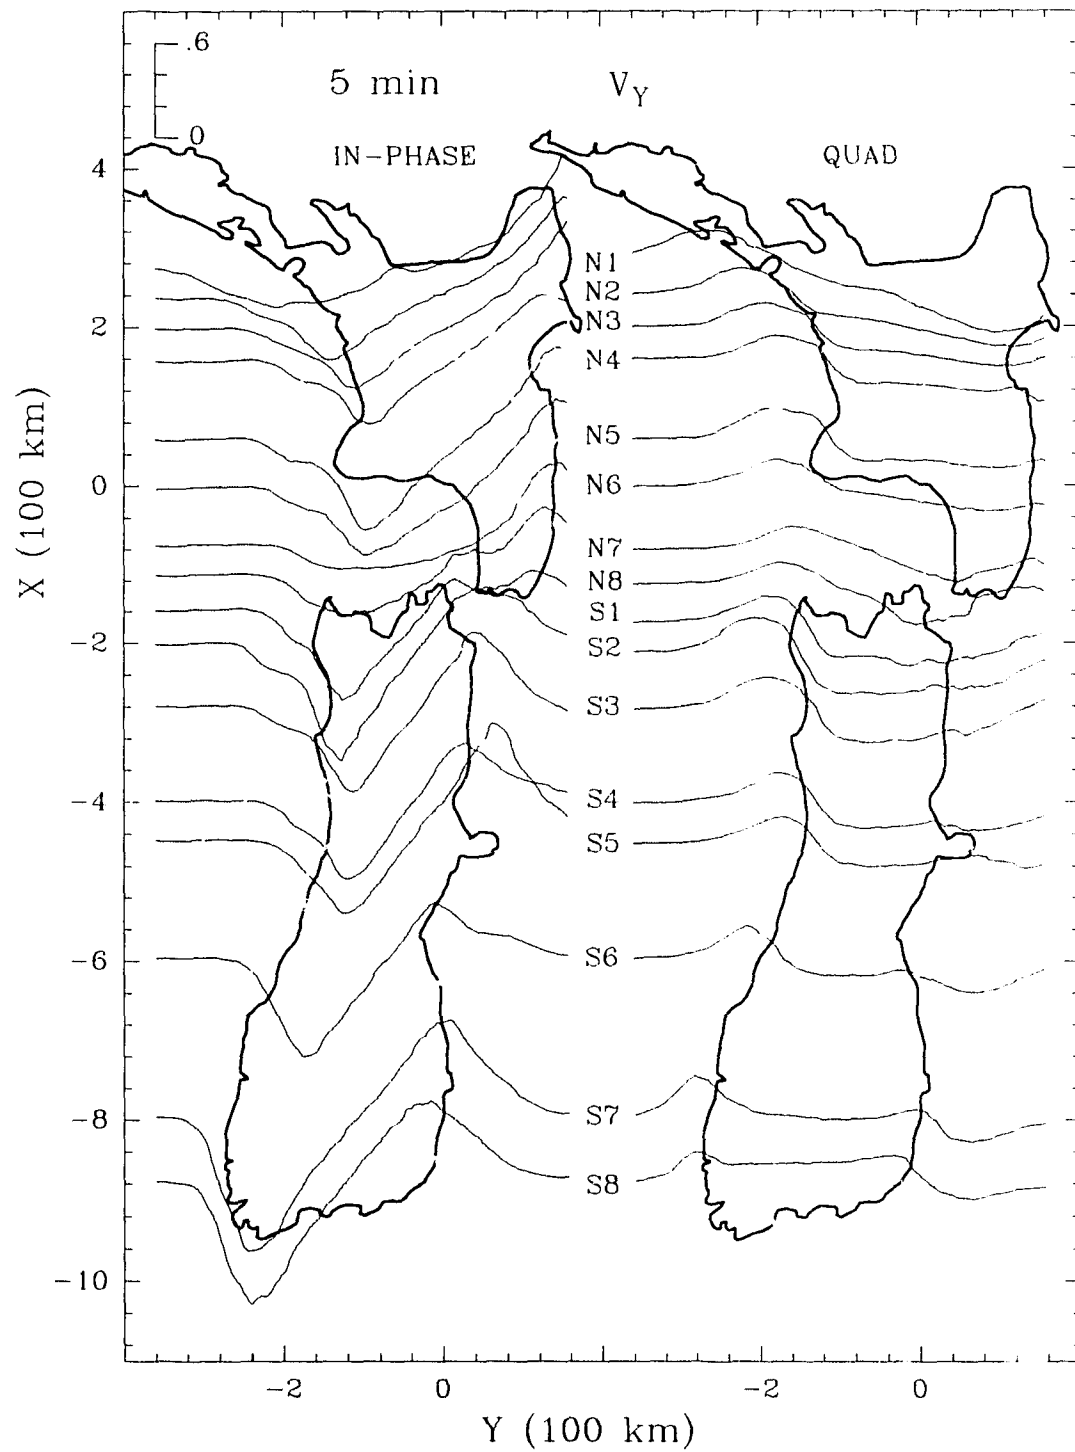 .6
5 min V_Y
0
IN-PHASE QUAD
4
N1
N2
2
N3
N4
N5
0
N6
N7
N8
S1
-2
S2
S3
-4
S4
S5
-6
S6
-8
S7
S8
-10
X (100 km)
-2 0 -2 0
Y (100 km)